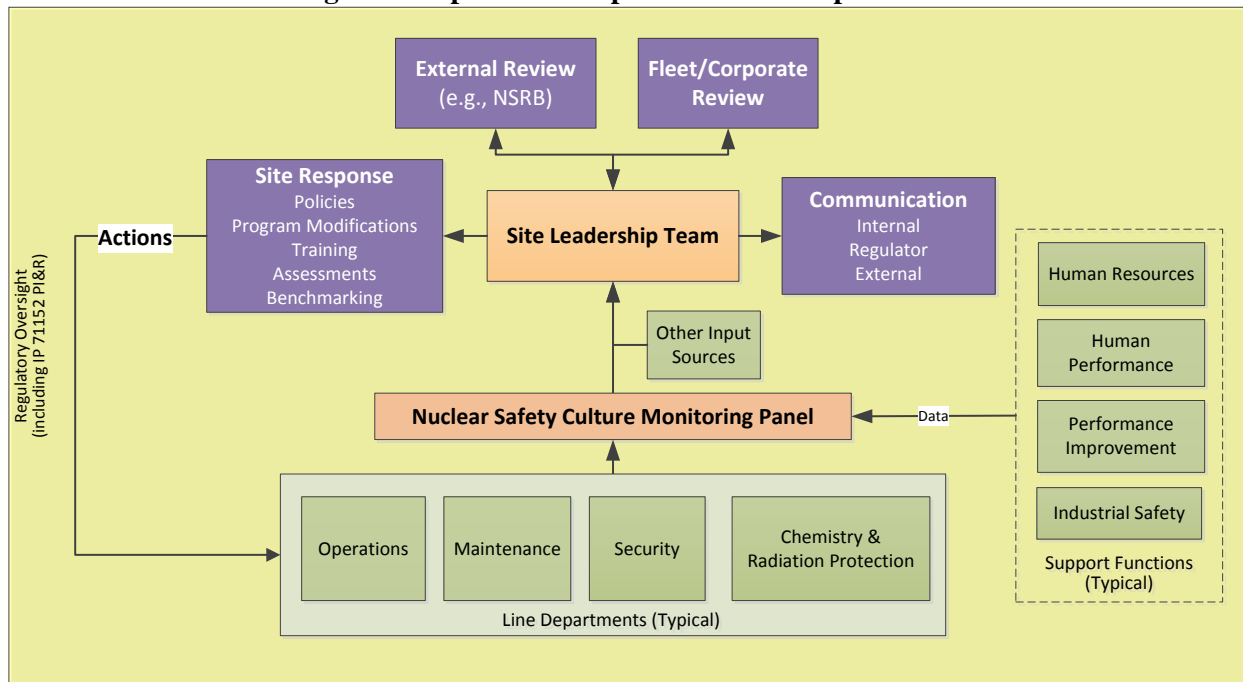 External Review
(e.g., NSRB)
Fleet/Corporate
Review
Site Response
Policies
Program Modifications
Training
Assessments
Benchmarking
Actions
Site Leadership Team
Communication
Internal
Regulator
External
Regulatory Oversight
(including IP 71152 PI&R)
Other Input
Sources
Nuclear Safety Culture Monitoring Panel
Data
Human Resources
Human
Performance
Performance
Improvement
Industrial Safety
Support Functions
(Typical)
Operations
Maintenance
Security
Chemistry &
Radiation Protection
Line Departments (Typical)